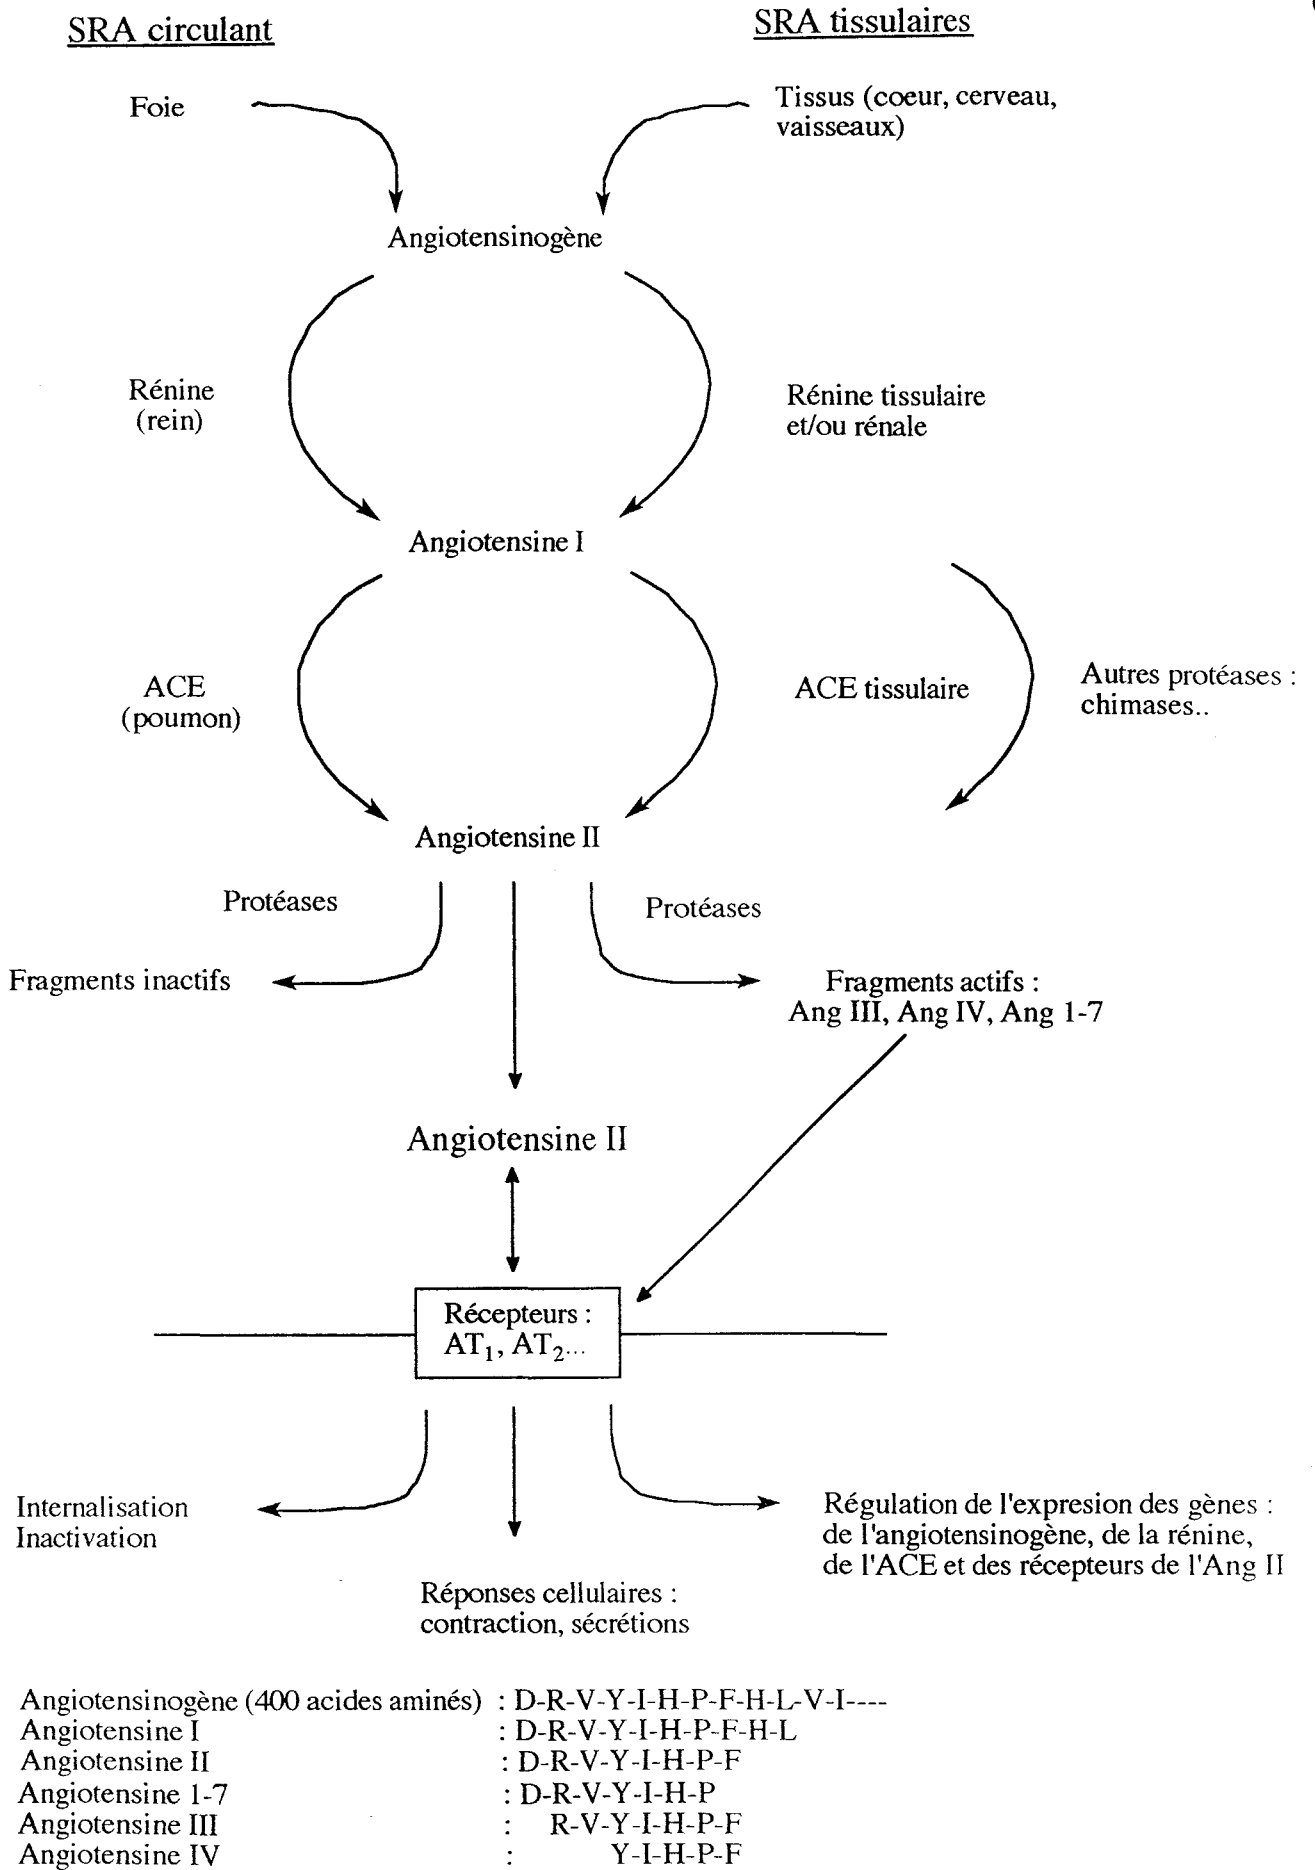 SRA circulant
SRA tissulaires
Foie
Tissus (coeur, cerveau,
vaisseaux)
Angiotensinogène
Rénine
(rein)
Rénine tissulaire
et/ou rénale
Angiotensine I
ACE
(poumon)
ACE tissulaire
Autres protéases :
chimases..
Angiotensine II
Protéases
Protéases
Fragments inactifs
Fragments actifs :
Ang III, Ang IV, Ang 1-7
Angiotensine II
Récepteurs :
AT1, AT2...
Internalisation
Inactivation
Régulation de l'expresion des gènes :
de l'angiotensinogène, de la rénine,
de l'ACE et des récepteurs de l'Ang II
Réponses cellulaires :
contraction, sécrétions
Angiotensinogène (400 acides aminés) : D-R-V-Y-I-H-P-F-H-L-V-I----
Angiotensine I : D-R-V-Y-I-H-P-F-H-L
Angiotensine II : D-R-V-Y-I-H-P-F
Angiotensine 1-7 : D-R-V-Y-I-H-P
Angiotensine III : R-V-Y-I-H-P-F
Angiotensine IV : Y-I-H-P-F